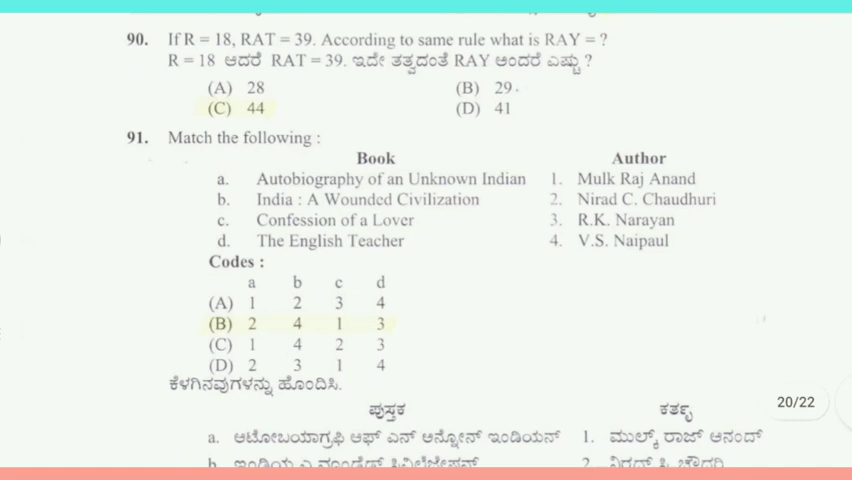 90. If R = 18, RAT = 39. According to same rule what is RAY = ?
R = 18 ಆದರೆ RAT = 39. ಇದೇ ತತ್ವದಂತೆ RAY ಅಂದರೆ ಎಷ್ಟು ?
(A) 28 (B) 29
(C) 44 (D) 41
91. Match the following :
Book Author
a. Autobiography of an Unknown Indian 1. Mulk Raj Anand
b. India : A Wounded Civilization 2. Nirad C. Chaudhuri
c. Confession of a Lover 3. R.K. Narayan
d. The English Teacher 4. V.S. Naipaul
Codes :
a b c d
(A) 1 2 3 4
(B) 2 4 1 3
(C) 1 4 2 3
(D) 2 3 1 4
ಕೆಳಗಿನವುಗಳನ್ನು ಹೊಂದಿಸಿ.
20/22
ಪುಸ್ತಕ ಕರ್ತೃ
a. ಆಟೋಬಯಾಗ್ರಫಿ ಆಫ್ ಎನ್ ಅನ್ನೋನ್ ಇಂಡಿಯನ್ 1. ಮುಲ್ಕ್ ರಾಜ್ ಆನಂದ್